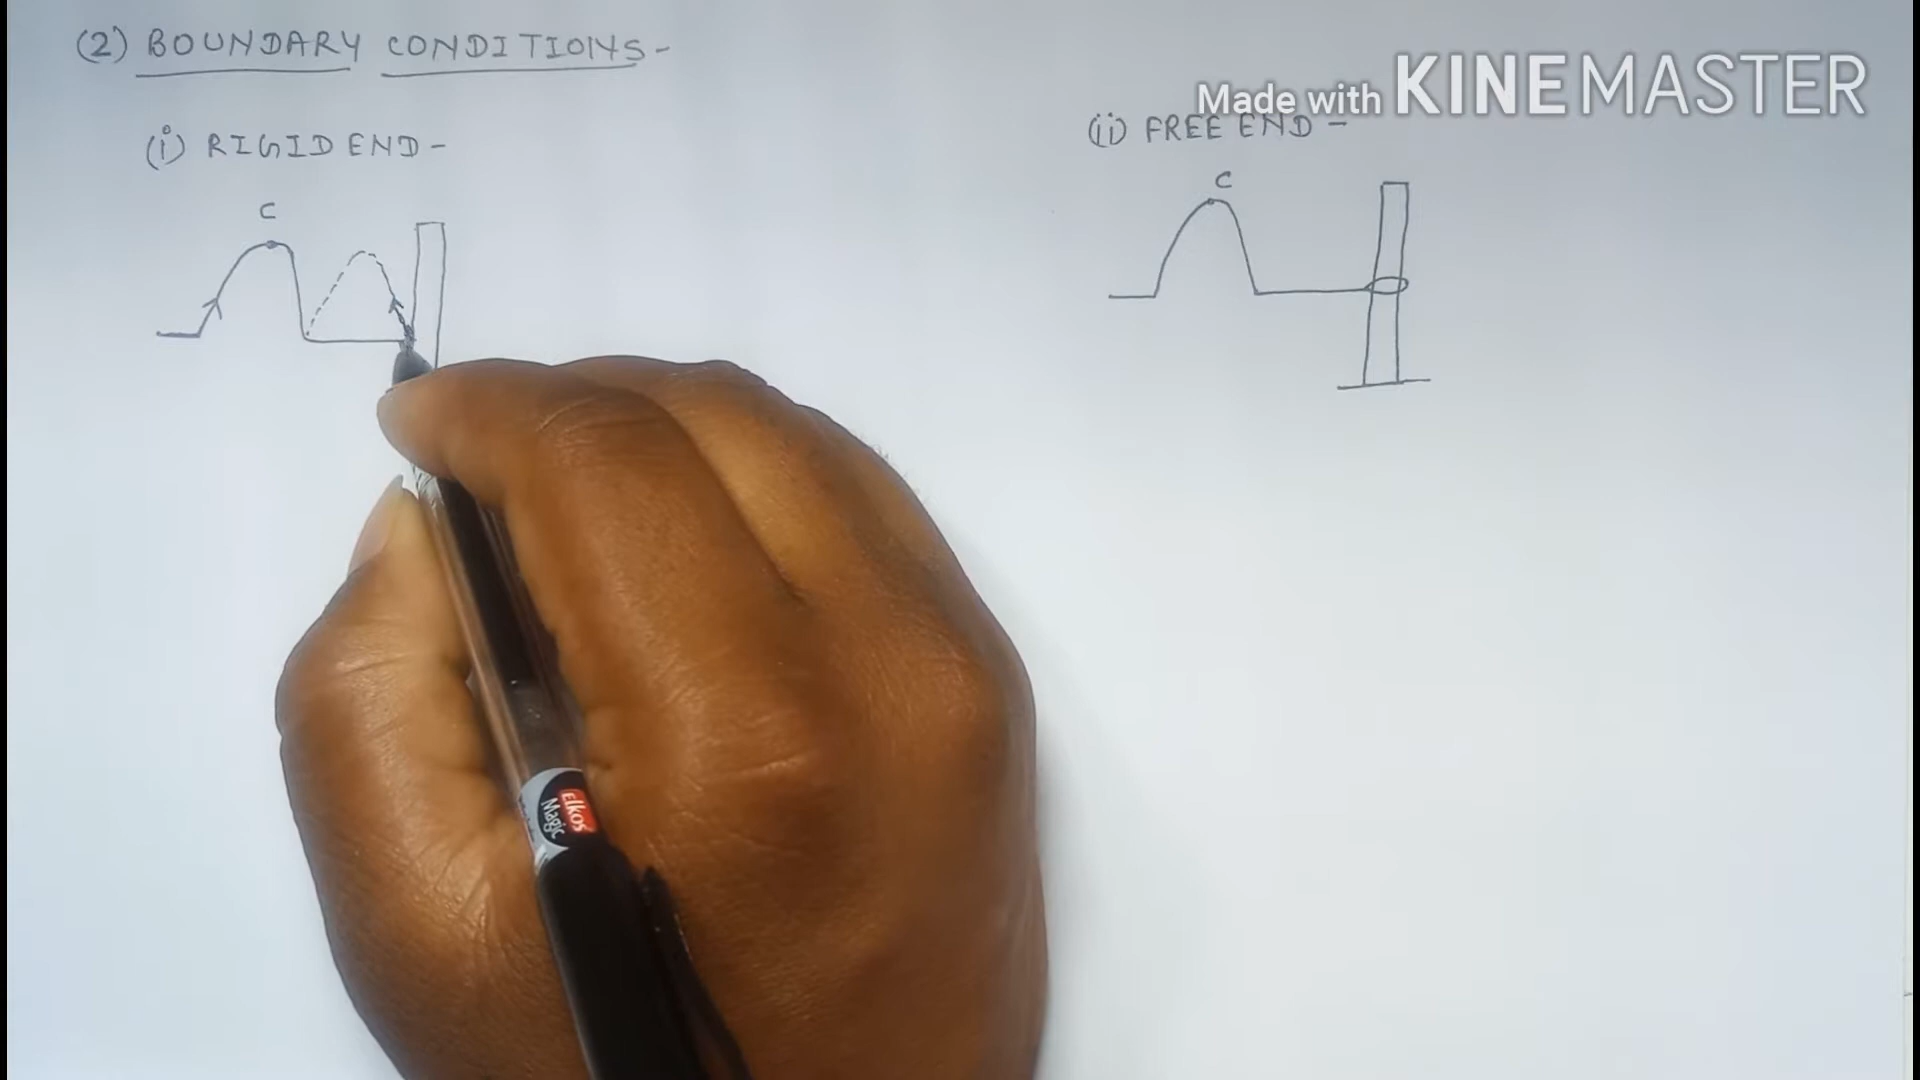 (2) BOUNDARY CONDITIONS-
Made with KINEMASTER
(i) RIGID END-
(ii) FREE END-
C
C
Elkos
Magic